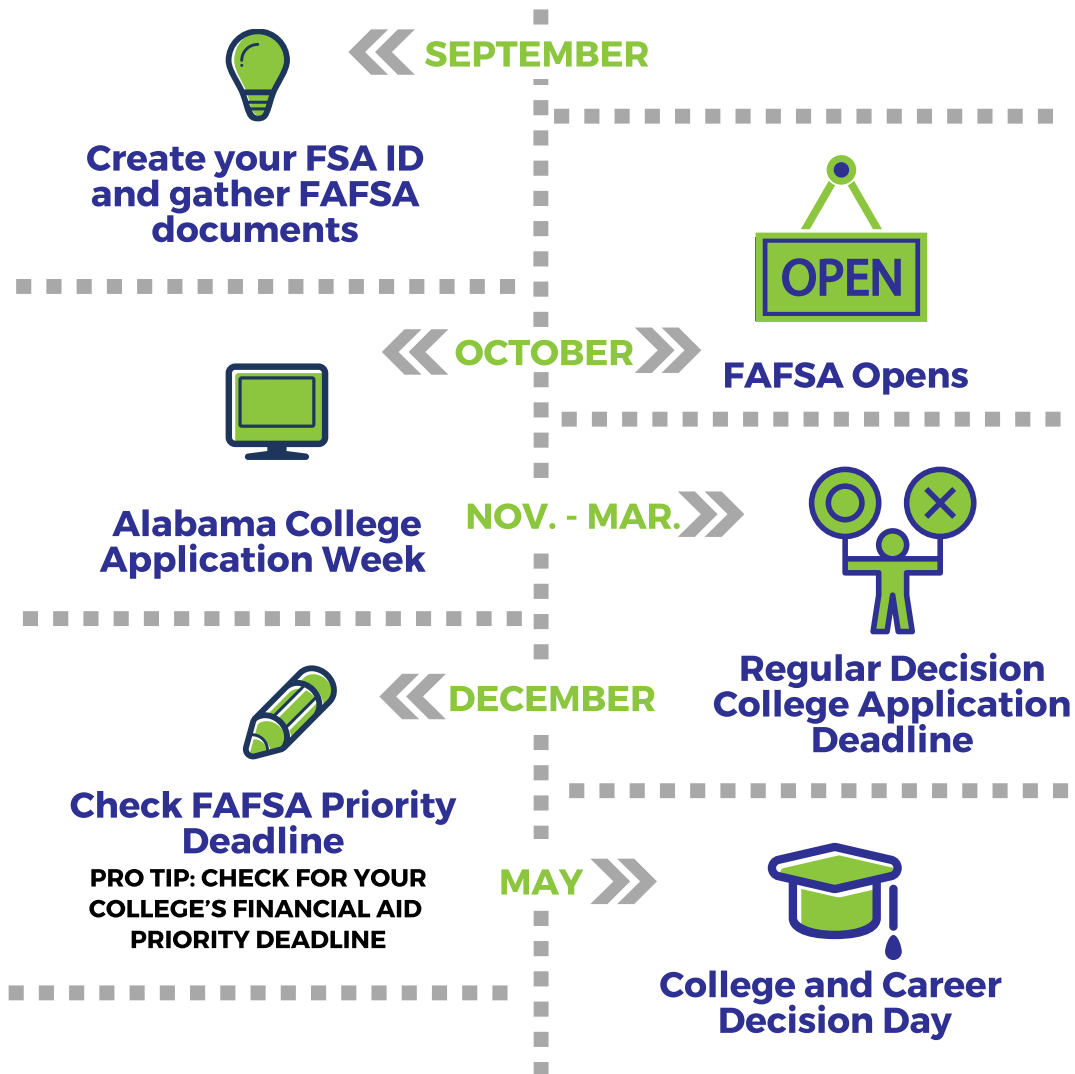 SEPTEMBER
Create your FSA ID
and gather FAFSA
documents
OPEN
FAFSA Opens
OCTOBER
Alabama College
Application Week
NOV. - MAR.
Regular Decision
College Application
Deadline
DECEMBER
Check FAFSA Priority
Deadline
PRO TIP: CHECK FOR YOUR
COLLEGE'S FINANCIAL AID
PRIORITY DEADLINE
MAY
College and Career
Decision Day